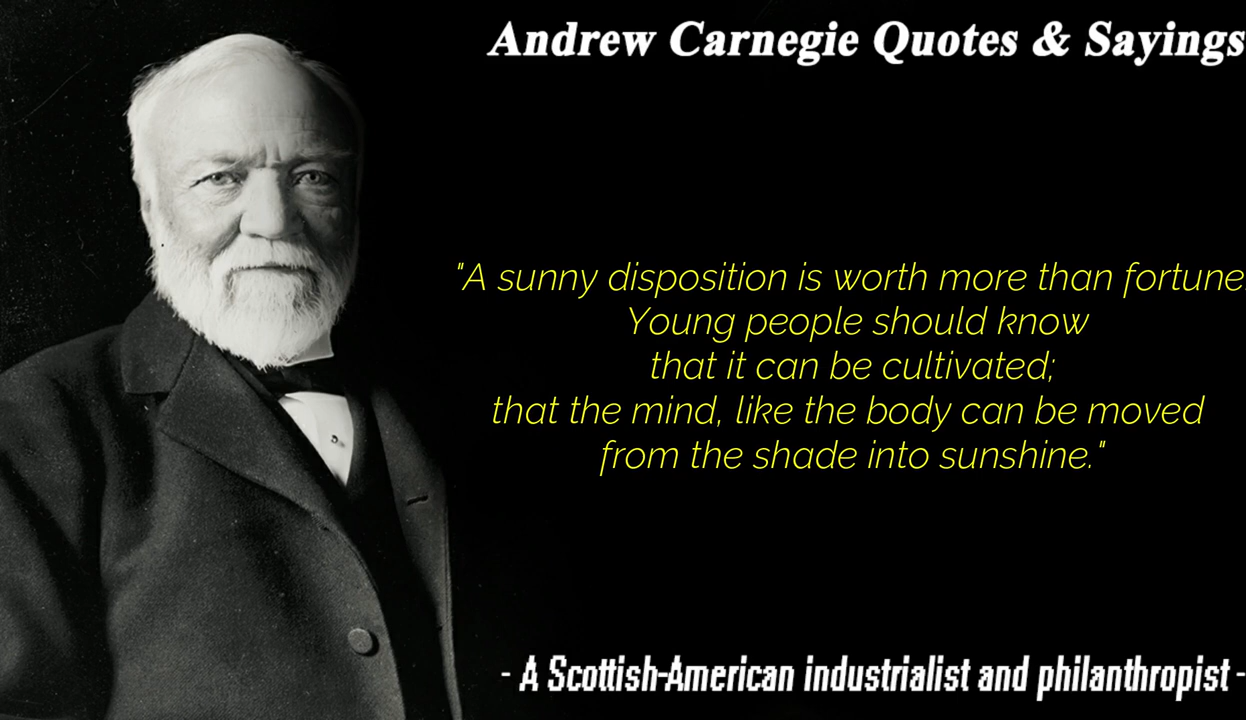 Andrew Carnegie Quotes & Sayings
"A sunny disposition is worth more than fortune.
Young people should know
that it can be cultivated;
that the mind, like the body can be moved
from the shade into sunshine."
- A Scottish-American industrialist and philanthropist -